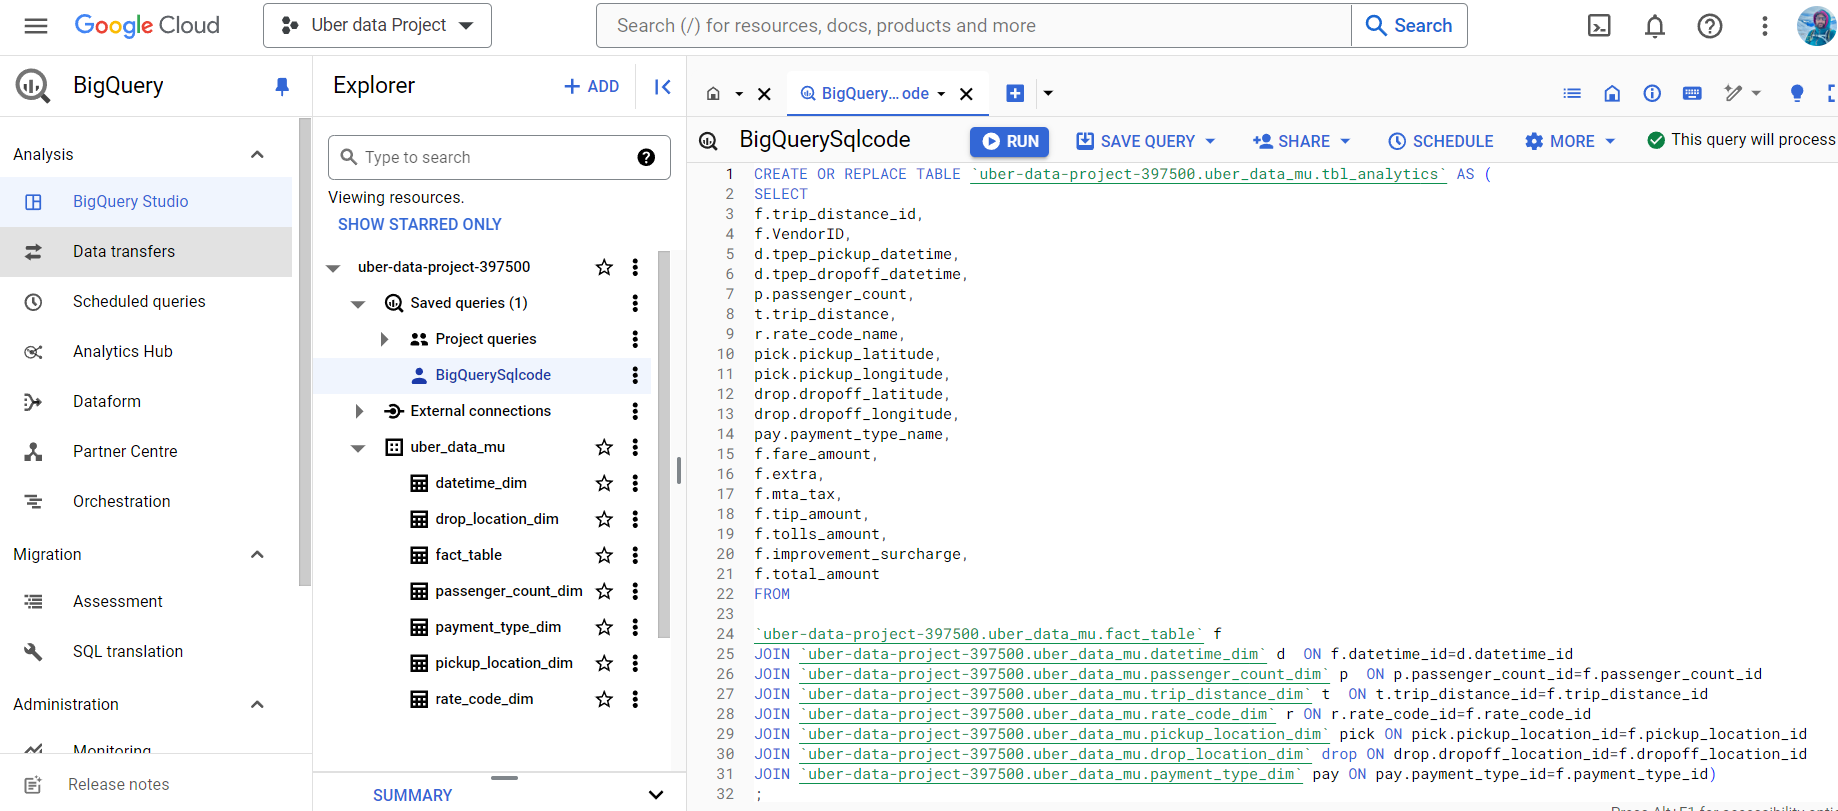 Google Cloud
Uber data Project
Search (/) for resources, docs, products and more
Search
BigQuery
Analysis
BigQuery Studio
Data transfers
Scheduled queries
Analytics Hub
Dataform
Partner Centre
Orchestration
Migration
Assessment
SQL translation
Administration
Monitoring
Release notes
Explorer
+ ADD
Type to search
Viewing resources.
SHOW STARRED ONLY
uber-data-project-397500
Saved queries (1)
Project queries
BigQuerySqlcode
External connections
uber_data_mu
datetime_dim
drop_location_dim
fact_table
passenger_count_dim
payment_type_dim
pickup_location_dim
rate_code_dim
SUMMARY
BigQuery... ode
BigQuerySqlcode
RUN
SAVE QUERY
SHARE
SCHEDULE
MORE
This query will process
1 CREATE OR REPLACE TABLE `uber-data-project-397500.uber_data_mu.tbl_analytics` AS (
2 SELECT
3 f.trip_distance_id,
4 f.VendorID,
5 d.tpep_pickup_datetime,
6 d.tpep_dropoff_datetime,
7 p.passenger_count,
8 t.trip_distance,
9 r.rate_code_name,
10 pick.pickup_latitude,
11 pick.pickup_longitude,
12 drop.dropoff_latitude,
13 drop.dropoff_longitude,
14 pay.payment_type_name,
15 f.fare_amount,
16 f.extra,
17 f.mta_tax,
18 f.tip_amount,
19 f.tolls_amount,
20 f.improvement_surcharge,
21 f.total_amount
22 FROM
23
24 `uber-data-project-397500.uber_data_mu.fact_table` f
25 JOIN `uber-data-project-397500.uber_data_mu.datetime_dim` d ON f.datetime_id=d.datetime_id
26 JOIN `uber-data-project-397500.uber_data_mu.passenger_count_dim` p ON p.passenger_count_id=f.passenger_count_id
27 JOIN `uber-data-project-397500.uber_data_mu.trip_distance_dim` t ON t.trip_distance_id=f.trip_distance_id
28 JOIN `uber-data-project-397500.uber_data_mu.rate_code_dim` r ON r.rate_code_id=f.rate_code_id
29 JOIN `uber-data-project-397500.uber_data_mu.pickup_location_dim` pick ON pick.pickup_location_id=f.pickup_location_id
30 JOIN `uber-data-project-397500.uber_data_mu.drop_location_dim` drop ON drop.dropoff_location_id=f.dropoff_location_id
31 JOIN `uber-data-project-397500.uber_data_mu.payment_type_dim` pay ON pay.payment_type_id=f.payment_type_id)
32 ;